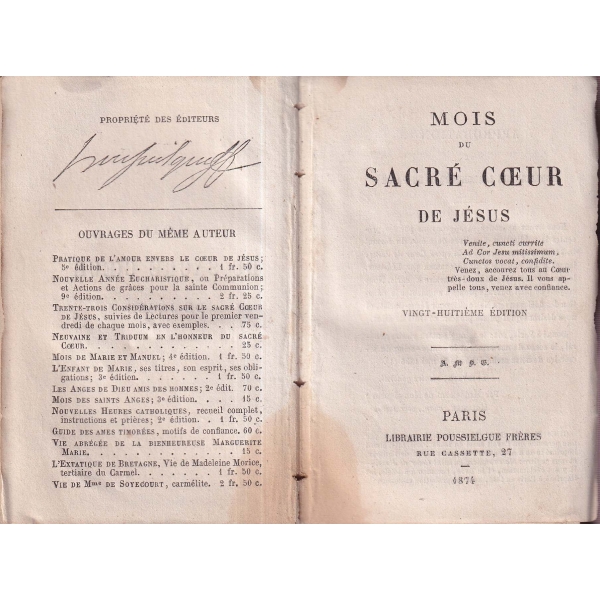 PROPRIÉTÉ DES ÉDITEURS
OUVRAGES DU MÊME AUTEUR
PRATIQUE DE L'AMOUR ENVERS LE CŒUR DE JÉSUS;
5e édition. . . . . . . . . . 1 fr. 50 c.
NOUVELLE ANNÉE EUCHARISTIQUE, ou Préparations
et Actions de grâces pour la sainte Communion;
9e édition. . . . . . . . . . 2 fr. 25 c.
TRENTE-TROIS CONSIDÉRATIONS SUR LE SACRÉ CŒUR
DE JÉSUS, suivies de Lectures pour le premier ven-
dredi de chaque mois, avec exemples. . . 75 c.
NEUVAINE ET TRIDUUM EN L'HONNEUR DU SACRÉ
CŒUR. . . . . . . . . . . . 25 c.
MOIS DE MARIE ET MANUEL; 4e édition. 1 fr. 50 c.
L'ENFANT DE MARIE, ses titres, son esprit, ses obli-
gations; 3e édition. . . . . . 1 fr. 50 c.
LES ANGES DE DIEU AMIS DES HOMMES; 2e édit. 70 c.
MOIS DES SAINTS ANGES; 3e édition. . . . 45 c.
NOUVELLES HEURES CATHOLIQUES, recueil complet,
instructions et prières; 2e édition. . 1 fr. 50 c.
GUIDE DES AMES TIMORÉES, motifs de confiance. 60 c.
VIE ABRÉGÉE DE LA BIENHEUREUSE MARGUERITE
MARIE. . . . . . . . . . . . 15 c.
L'EXTATIQUE DE BRETAGNE, Vie de Madeleine Morice,
tertiaire du Carmel. . . . . . 1 fr. 50 c.
VIE DE Mme DE SOYECOURT, carmélite. 2 fr. 50 c.
MOIS
DU
SACRÉ CŒUR
DE JÉSUS
Venite, cuncti currite
Ad Cor Jesu mitissimum,
Cunctos vocat, confidite.
Venez, accourez tous au Cœur
très-doux de Jésus. Il vous ap-
pelle tous, venez avec confiance.
VINGT-HUITIÈME ÉDITION
A. M. D. G.
PARIS
LIBRAIRIE POUSSIELGUE FRÈRES
RUE CASSETTE, 27
1874